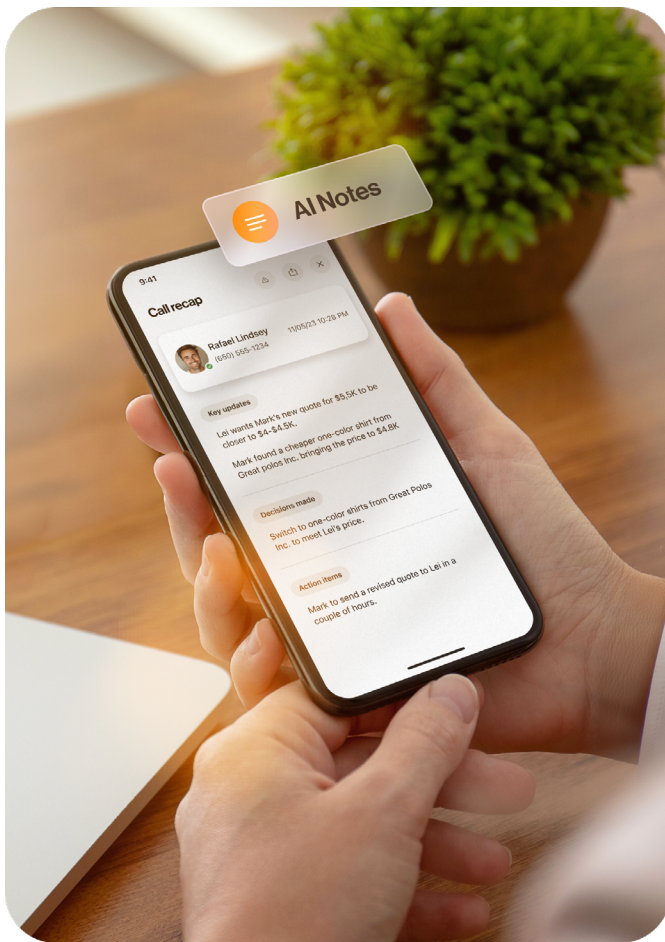 AI Notes
9:41
Call recap
Rafael Lindsey
(650) 555-1234
11/05/23 10:28 PM
Key updates
Lei wants Mark's new quote for $5,5K to be
closer to $4-$4.5K.
Mark found a cheaper one-color shirt from
Great polos Inc. bringing the price to $4.8K
Decisions made
Switch to one-color shirts from Great Polos
Inc. to meet Lei's price.
Action items
Mark to send a revised quote to Lei in a
couple of hours.